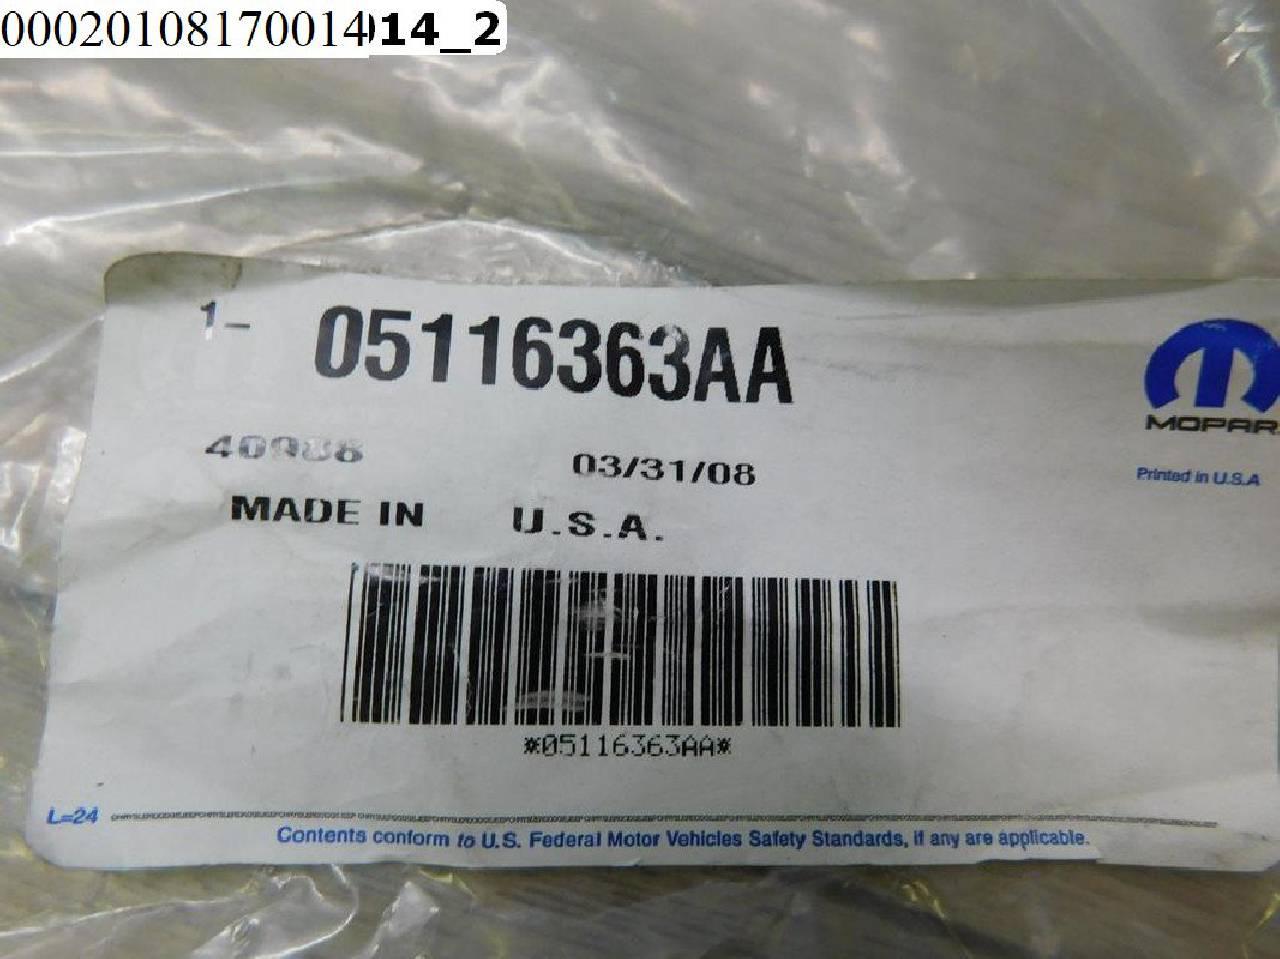 00020108170014014_2
1- 05116363AA
MOPAR
03/31/08
Printed in U.S.A
MADE IN U.S.A.
*05116363AA*
L=24
Contents conform to U.S. Federal Motor Vehicles Safety Standards, if any are applicable.